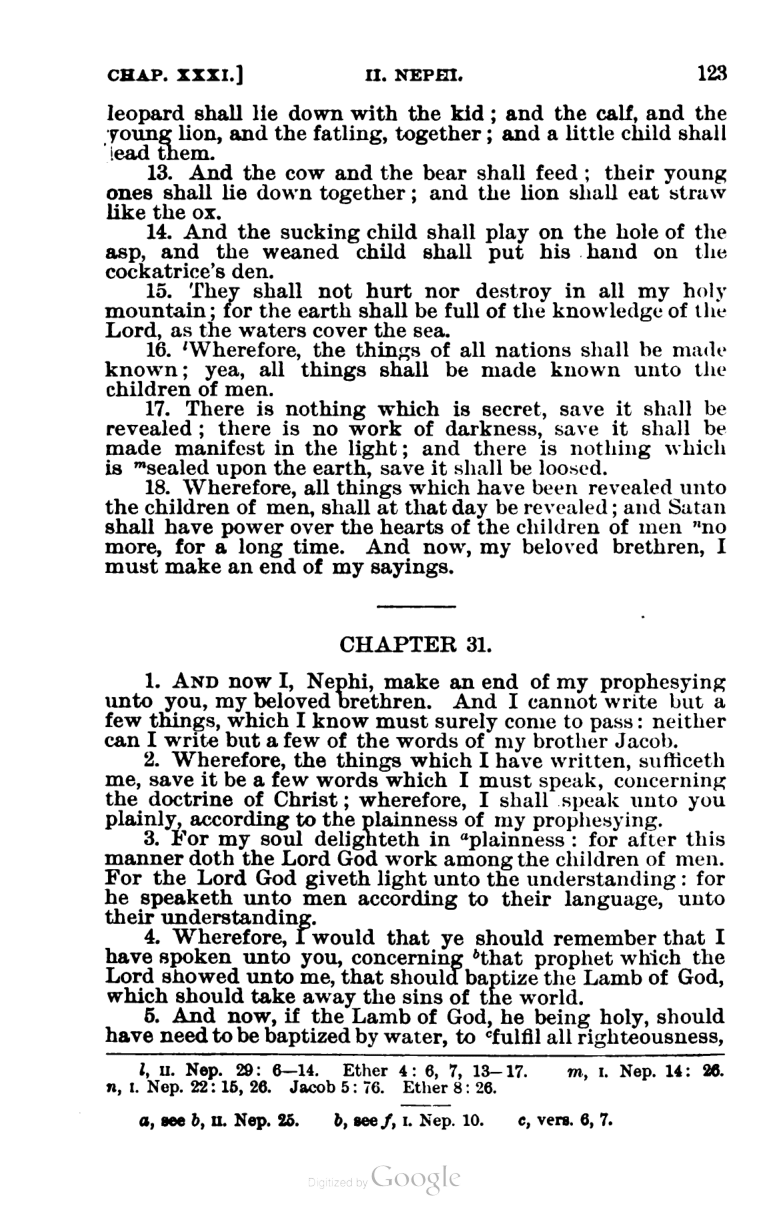 CHAP. XXXI.] II. NEPHI. 123
leopard shall lie down with the kid; and the calf, and the
young lion, and the fatling, together; and a little child shall
lead them.
13. And the cow and the bear shall feed; their young
ones shall lie down together; and the lion shall eat straw
like the ox.
14. And the sucking child shall play on the hole of the
asp, and the weaned child shall put his hand on the
cockatrice's den.
15. They shall not hurt nor destroy in all my holy
mountain; for the earth shall be full of the knowledge of the
Lord, as the waters cover the sea.
16. ˡWherefore, the things of all nations shall be made
known; yea, all things shall be made known unto the
children of men.
17. There is nothing which is secret, save it shall be
revealed; there is no work of darkness, save it shall be
made manifest in the light; and there is nothing which
is ᵐsealed upon the earth, save it shall be loosed.
18. Wherefore, all things which have been revealed unto
the children of men, shall at that day be revealed; and Satan
shall have power over the hearts of the children of men ⁿno
more, for a long time. And now, my beloved brethren, I
must make an end of my sayings.
CHAPTER 31.
1. AND now I, Nephi, make an end of my prophesying
unto you, my beloved brethren. And I cannot write but a
few things, which I know must surely come to pass: neither
can I write but a few of the words of my brother Jacob.
2. Wherefore, the things which I have written, sufficeth
me, save it be a few words which I must speak, concerning
the doctrine of Christ; wherefore, I shall speak unto you
plainly, according to the plainness of my prophesying.
3. For my soul delighteth in ᵃplainness: for after this
manner doth the Lord God work among the children of men.
For the Lord God giveth light unto the understanding: for
he speaketh unto men according to their language, unto
their understanding.
4. Wherefore, I would that ye should remember that I
have spoken unto you, concerning ᵇthat prophet which the
Lord showed unto me, that should baptize the Lamb of God,
which should take away the sins of the world.
5. And now, if the Lamb of God, he being holy, should
have need to be baptized by water, to ᶜfulfil all righteousness,
l, II. Nep. 29: 6—14. Ether 4: 6, 7, 13—17. m, I. Nep. 14: 26.
n, I. Nep. 22: 15, 26. Jacob 5: 76. Ether 8: 26.
a, see b, II. Nep. 25. b, see f, I. Nep. 10. c, vers. 6, 7.
Digitized by Google